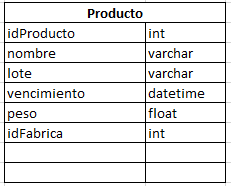 Producto
idProducto int
nombre varchar
lote varchar
vencimiento datetime
peso float
idFabrica int